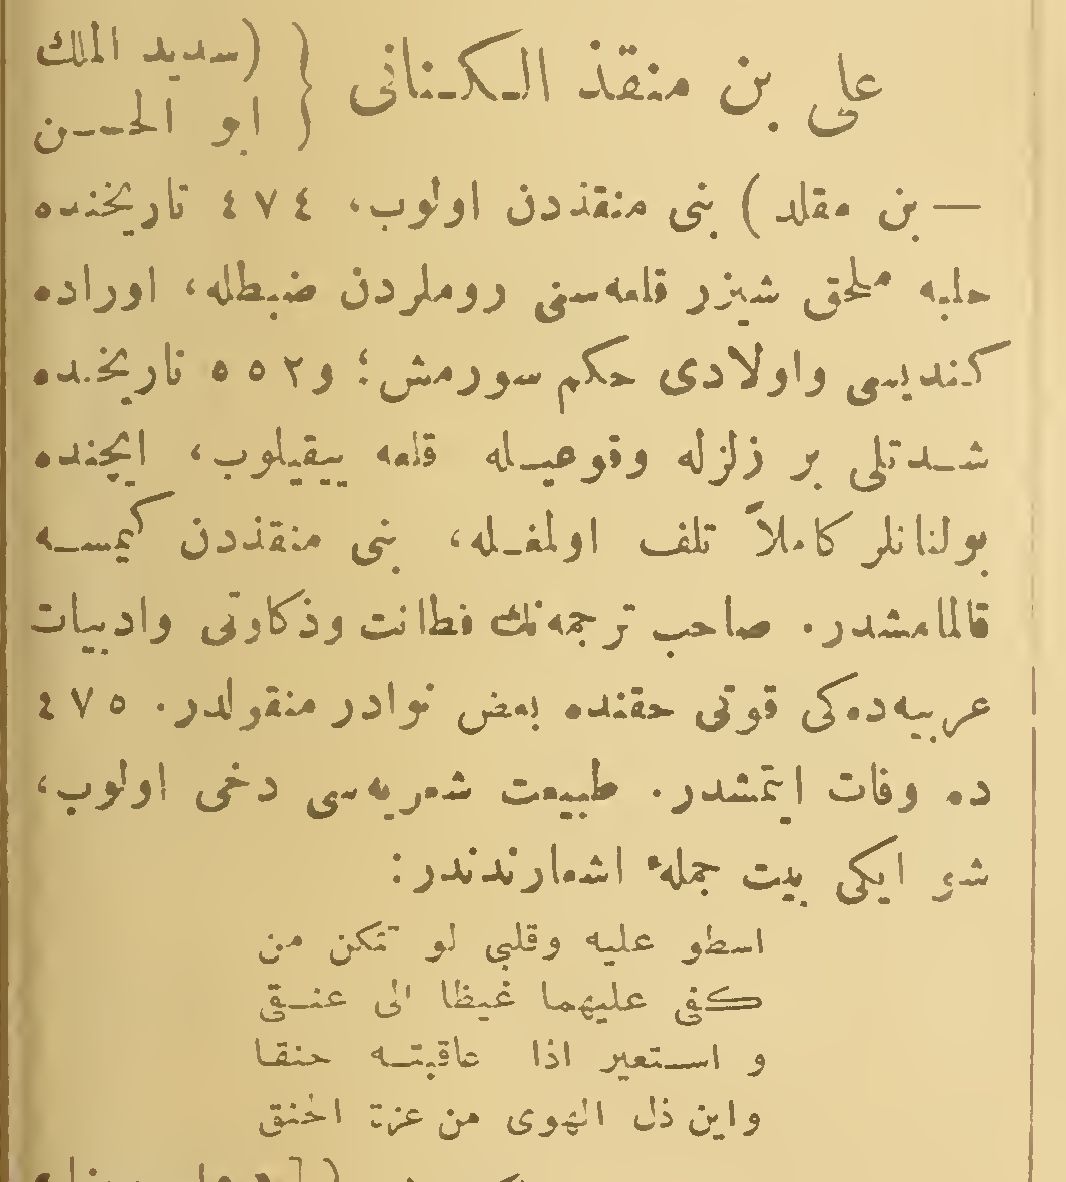 علی بن منقذ الکنانی { (سدید الملك
ابو الحسن
— بن مقلد) بنی منقذدن اولوب، ٤٧٤ تاریخنده
حلبه ملحق شیزر قلعه‌سنی روملردن ضبطله، اوراده
کندیسی واولادی حکم سورمش؛ و٥٥٢ تاریخنده
شدتلی بر زلزله وقوعیله قلعه ییقیلوب، ایچنده
بولنانلر کاملاً تلف اولمغله، بنی منقذدن کیمسه
قالمامشدر. صاحب ترجمه‌نك فطانت وذکاوتی وادبیات
عربیه‌ده‌کی قوتی حقنده بعض نوادر منقولدر. ٤٧٥
ده وفات ایتمشدر. طبیعت شعریه‌سی دخی اولوب،
شو ایکی بیت جملهٔ اشعارندندر:
اسطو علیه وقلبی لو تمکن من
کفی علیهما غیظا الی عنقی
و استعیر اذا عاقبته حنقا
واین ذل الهوی من عزة الحنق